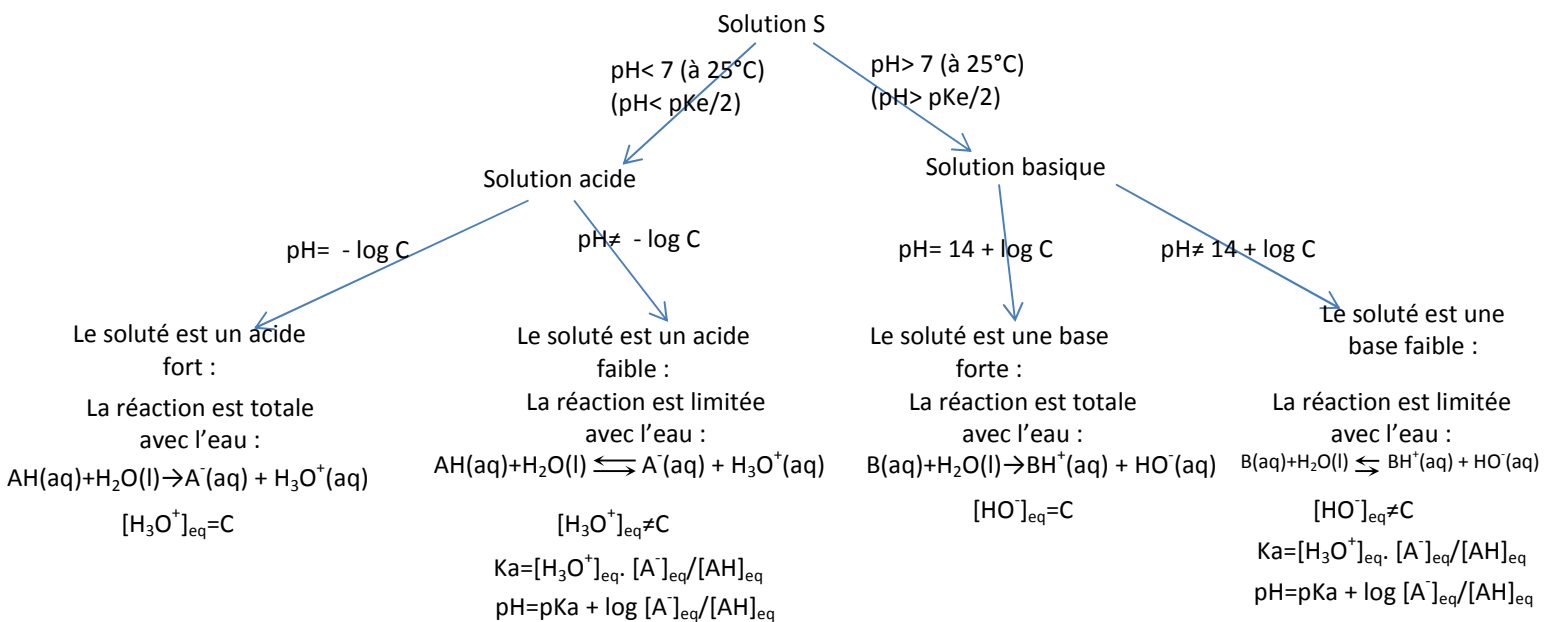 Solution S
pH< 7 (à 25°C)
(pH< pKe/2)
pH> 7 (à 25°C)
(pH> pKe/2)
Solution acide
Solution basique
pH= - log C
pH≠ - log C
pH= 14 + log C
pH≠ 14 + log C
Le soluté est un acide
fort :
La réaction est totale
avec l’eau :
AH(aq)+H₂O(l)→A⁻(aq) + H₃O⁺(aq)
[H₃O⁺]eq=C
Le soluté est un acide
faible :
La réaction est limitée
avec l’eau :
AH(aq)+H₂O(l) ⇆ A⁻(aq) + H₃O⁺(aq)
[H₃O⁺]eq≠C
Ka=[H₃O⁺]eq. [A⁻]eq/[AH]eq
pH=pKa + log [A⁻]eq/[AH]eq
Le soluté est une base
forte :
La réaction est totale
avec l’eau :
B(aq)+H₂O(l)→BH⁺(aq) + HO⁻(aq)
[HO⁻]eq=C
Le soluté est une
base faible :
La réaction est limitée
avec l’eau :
B(aq)+H₂O(l) ⇆ BH⁺(aq) + HO⁻(aq)
[HO⁻]eq≠C
Ka=[H₃O⁺]eq. [A⁻]eq/[AH]eq
pH=pKa + log [A⁻]eq/[AH]eq